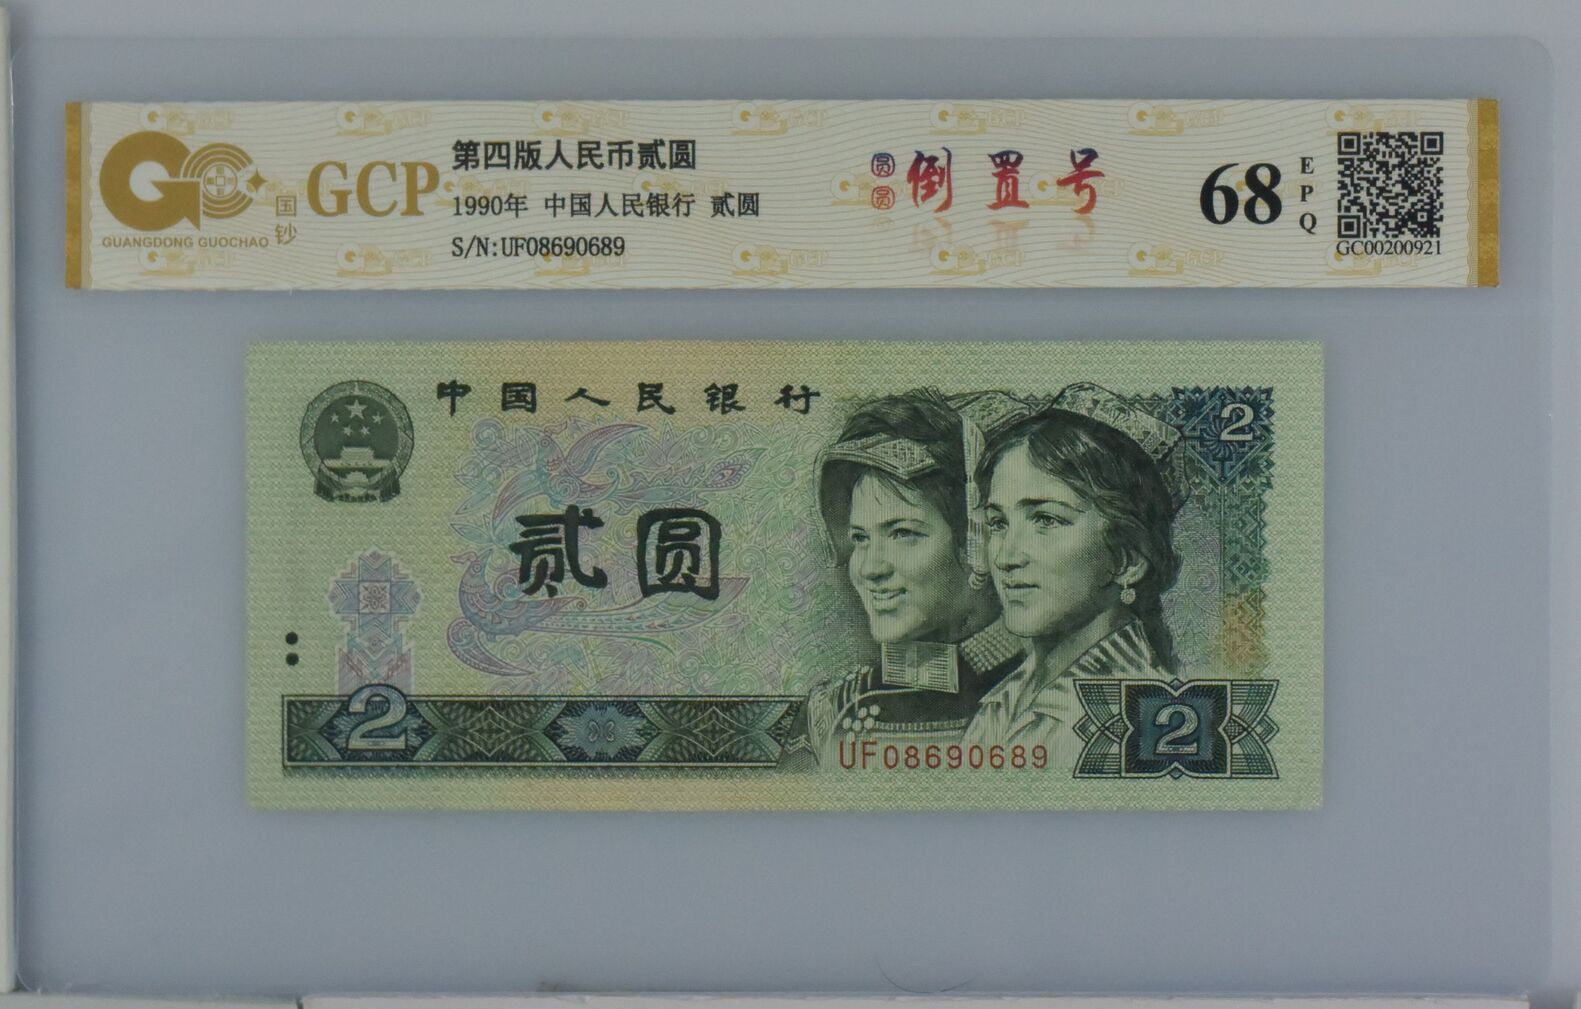 GUANGDONG GUOCHAO
国钞
GCP
第四版人民币贰圆
1990年 中国人民银行 贰圆
S/N:UF08690689
圆圆
倒置号
68
EPQ
GC00200921
中国人民银行
2
贰圆
2
UF08690689
2